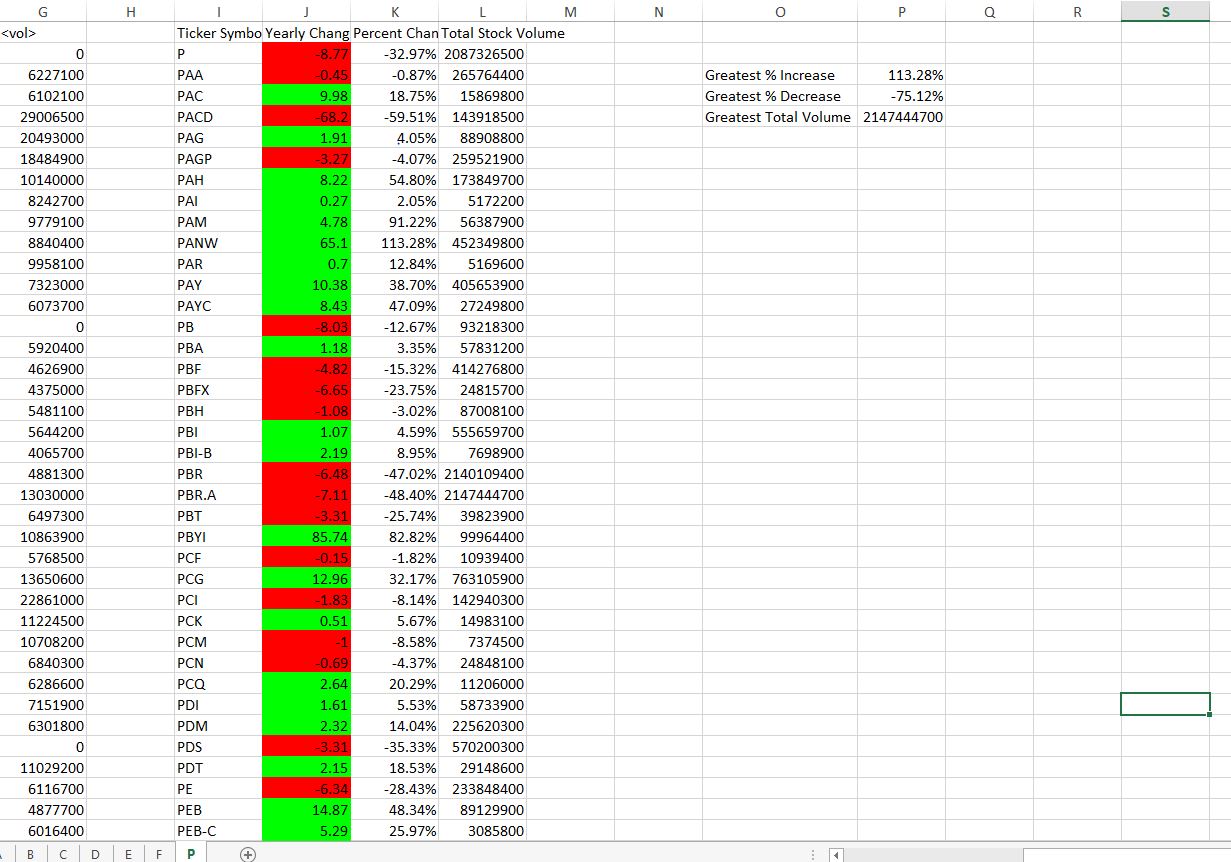 G H I J K L M N O P Q R S
<vol> Ticker Symbo Yearly Chang Percent Chan Total Stock Volume
0 P -8.77 -32.97% 2087326500
6227100 PAA -0.45 -0.87% 265764400 Greatest % Increase 113.28%
6102100 PAC 9.98 18.75% 15869800 Greatest % Decrease -75.12%
29006500 PACD -68.2 -59.51% 143918500 Greatest Total Volume 2147444700
20493000 PAG 1.91 4.05% 88908800
18484900 PAGP -3.27 -4.07% 259521900
10140000 PAH 8.22 54.80% 173849700
8242700 PAI 0.27 2.05% 5172200
9779100 PAM 4.78 91.22% 56387900
8840400 PANW 65.1 113.28% 452349800
9958100 PAR 0.7 12.84% 5169600
7323000 PAY 10.38 38.70% 405653900
6073700 PAYC 8.43 47.09% 27249800
0 PB -8.03 -12.67% 93218300
5920400 PBA 1.18 3.35% 57831200
4626900 PBF -4.82 -15.32% 414276800
4375000 PBFX -6.65 -23.75% 24815700
5481100 PBH -1.08 -3.02% 87008100
5644200 PBI 1.07 4.59% 555659700
4065700 PBI-B 2.19 8.95% 7698900
4881300 PBR -6.48 -47.02% 2140109400
13030000 PBR.A -7.11 -48.40% 2147444700
6497300 PBT -3.31 -25.74% 39823900
10863900 PBYI 85.74 82.82% 99964400
5768500 PCF -0.15 -1.82% 10939400
13650600 PCG 12.96 32.17% 763105900
22861000 PCI -1.83 -8.14% 142940300
11224500 PCK 0.51 5.67% 14983100
10708200 PCM -1 -8.58% 7374500
6840300 PCN -0.69 -4.37% 24848100
6286600 PCQ 2.64 20.29% 11206000
7151900 PDI 1.61 5.53% 58733900
6301800 PDM 2.32 14.04% 225620300
0 PDS -3.31 -35.33% 570200300
11029200 PDT 2.15 18.53% 29148600
6116700 PE -6.34 -28.43% 233848400
4877700 PEB 14.87 48.34% 89129900
6016400 PEB-C 5.29 25.97% 3085800
B C D E F P